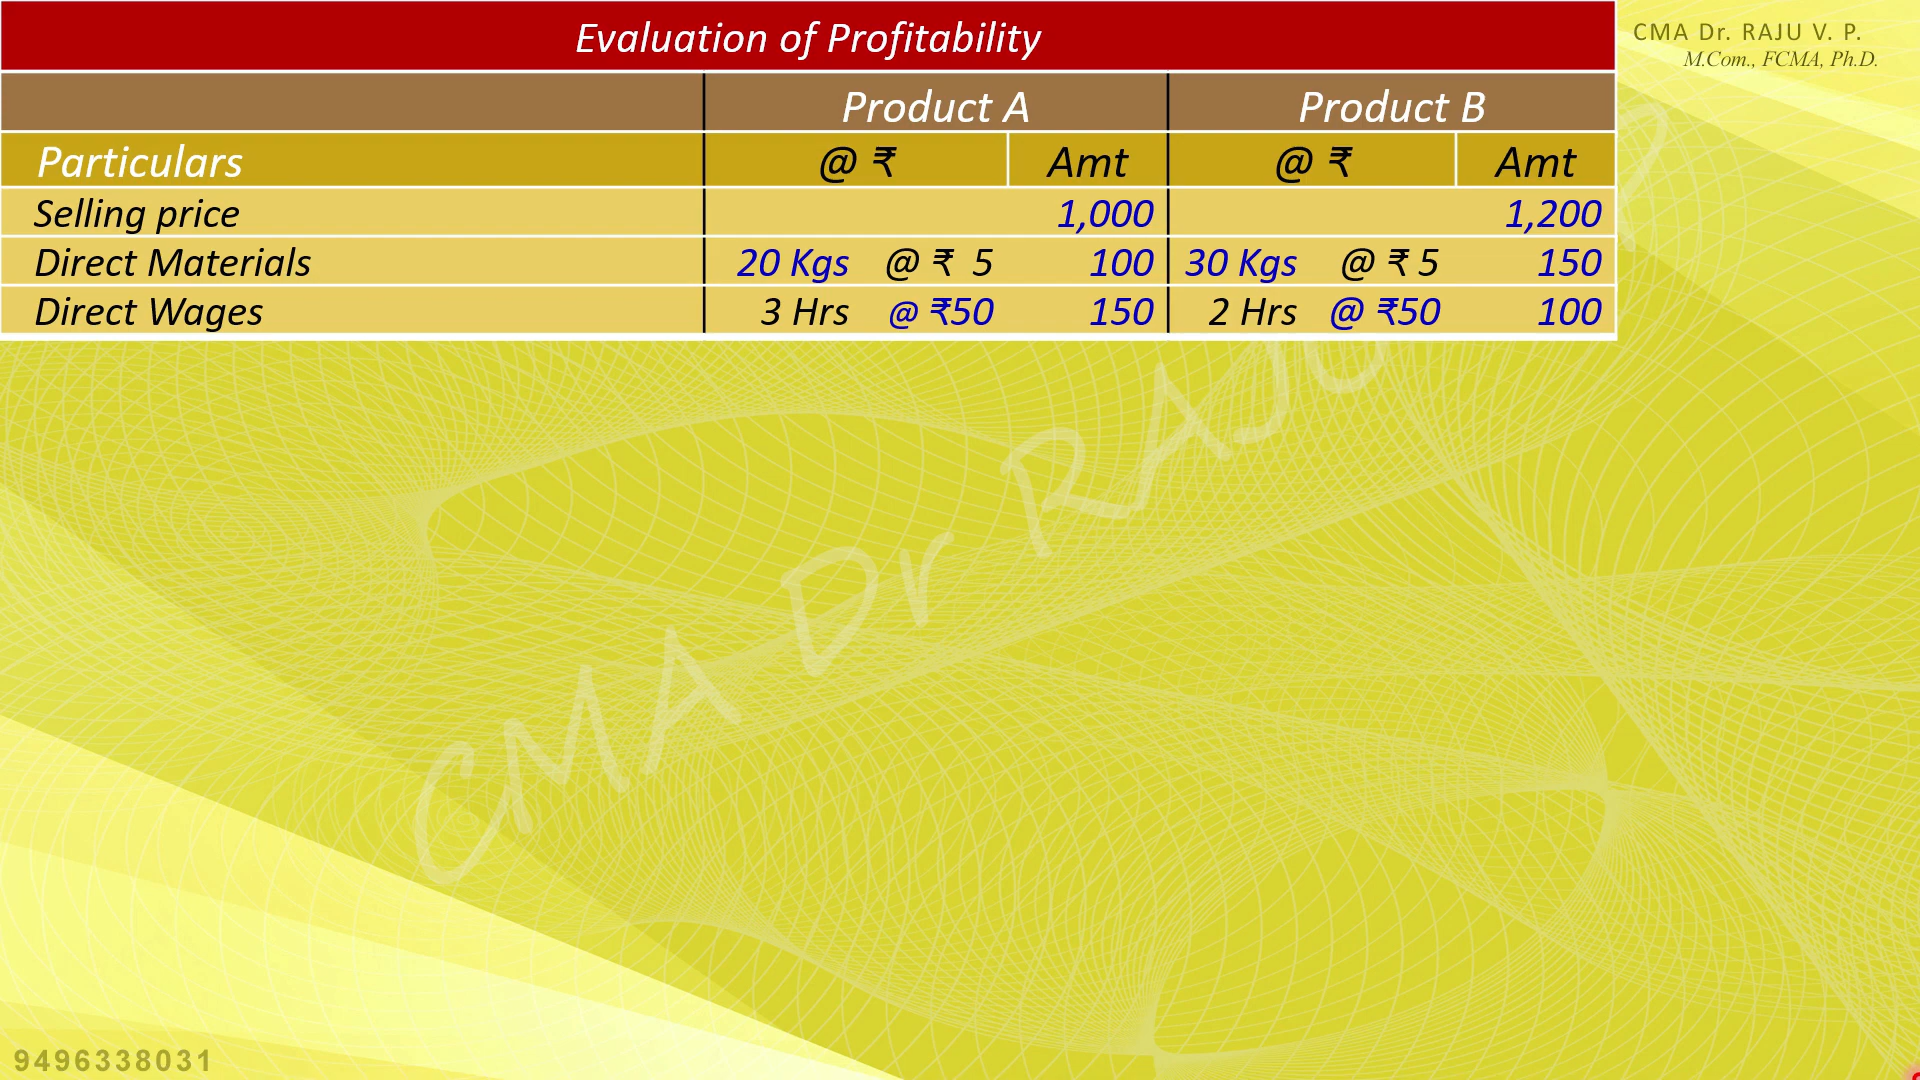 Evaluation of Profitability
CMA Dr. RAJU V. P.
M.Com., FCMA, Ph.D.
Product A Product B
Particulars @ ₹ Amt @ ₹ Amt
Selling price 1,000 1,200
Direct Materials 20 Kgs @ ₹ 5 100 30 Kgs @ ₹ 5 150
Direct Wages 3 Hrs @ ₹50 150 2 Hrs @ ₹50 100
CMA Dr RAJU
9496338031